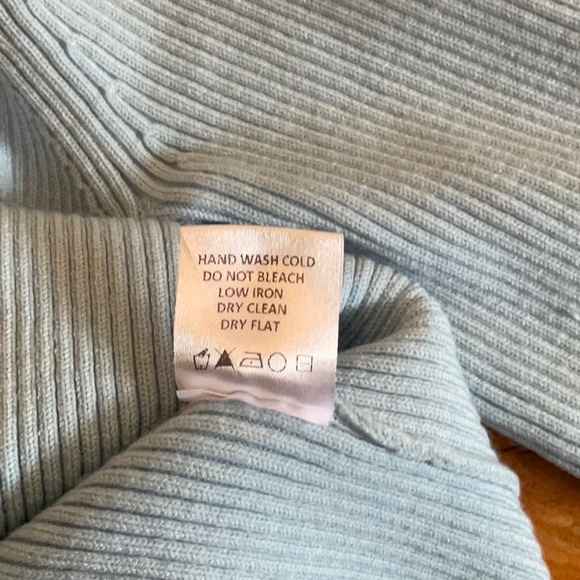 HAND WASH COLD
DO NOT BLEACH
LOW IRON
DRY CLEAN
DRY FLAT